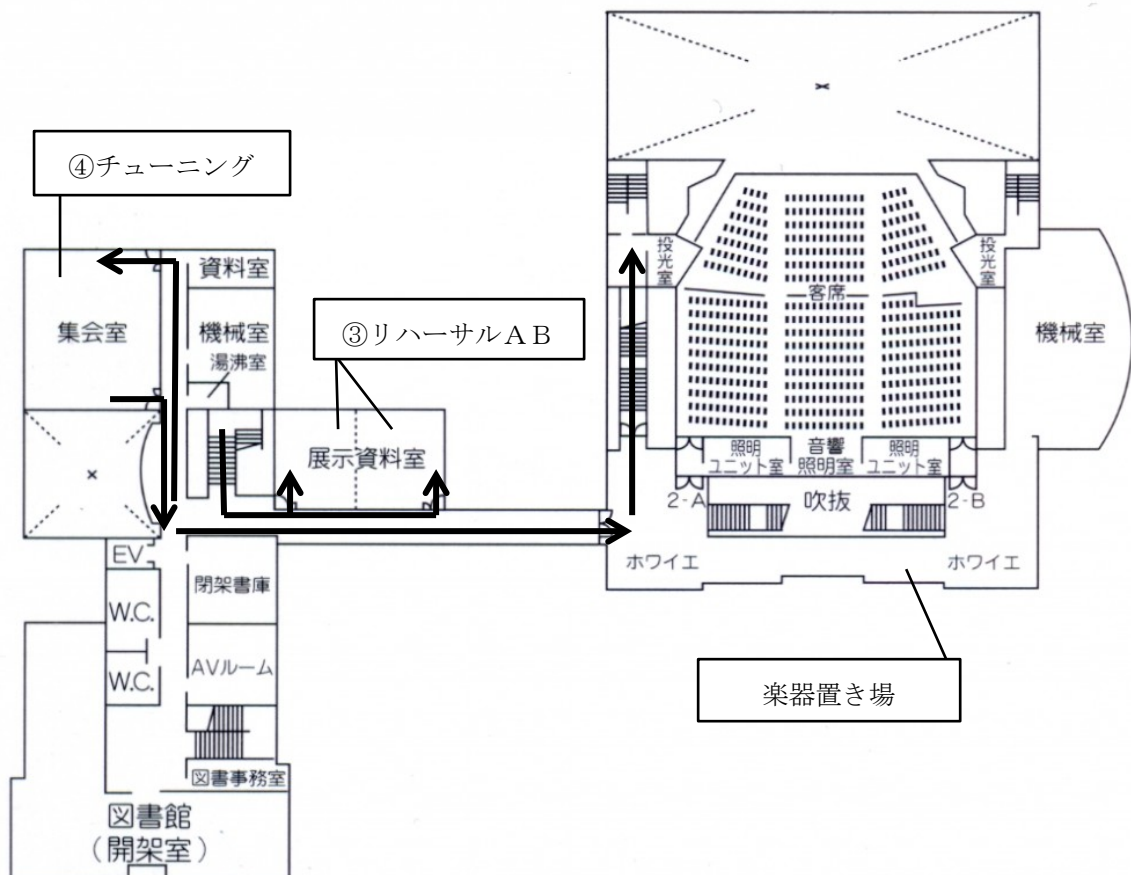 ④チューニング
資料室
集会室
機械室
湯沸室
③リハーサルＡＢ
展示資料室
EV
閉架書庫
W.C.
W.C.
AVルーム
図書事務室
図書館
（開架室）
投光室
投光室
客席
機械室
照明
ユニット室
音響
照明室
照明
ユニット室
2-A
吹抜
2-B
ホワイエ
ホワイエ
楽器置き場